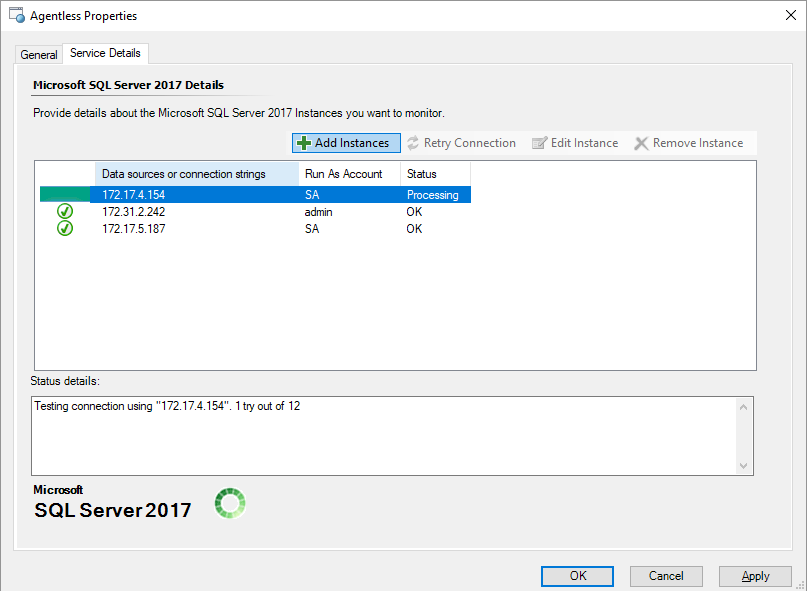 Agentless Properties
General Service Details
Microsoft SQL Server 2017 Details
Provide details about the Microsoft SQL Server 2017 Instances you want to monitor.
Add Instances Retry Connection Edit Instance Remove Instance
Data sources or connection strings Run As Account Status
172.17.4.154 SA Processing
172.31.2.242 admin OK
172.17.5.187 SA OK
Status details:
Testing connection using "172.17.4.154". 1 try out of 12
Microsoft
SQL Server 2017
OK Cancel Apply